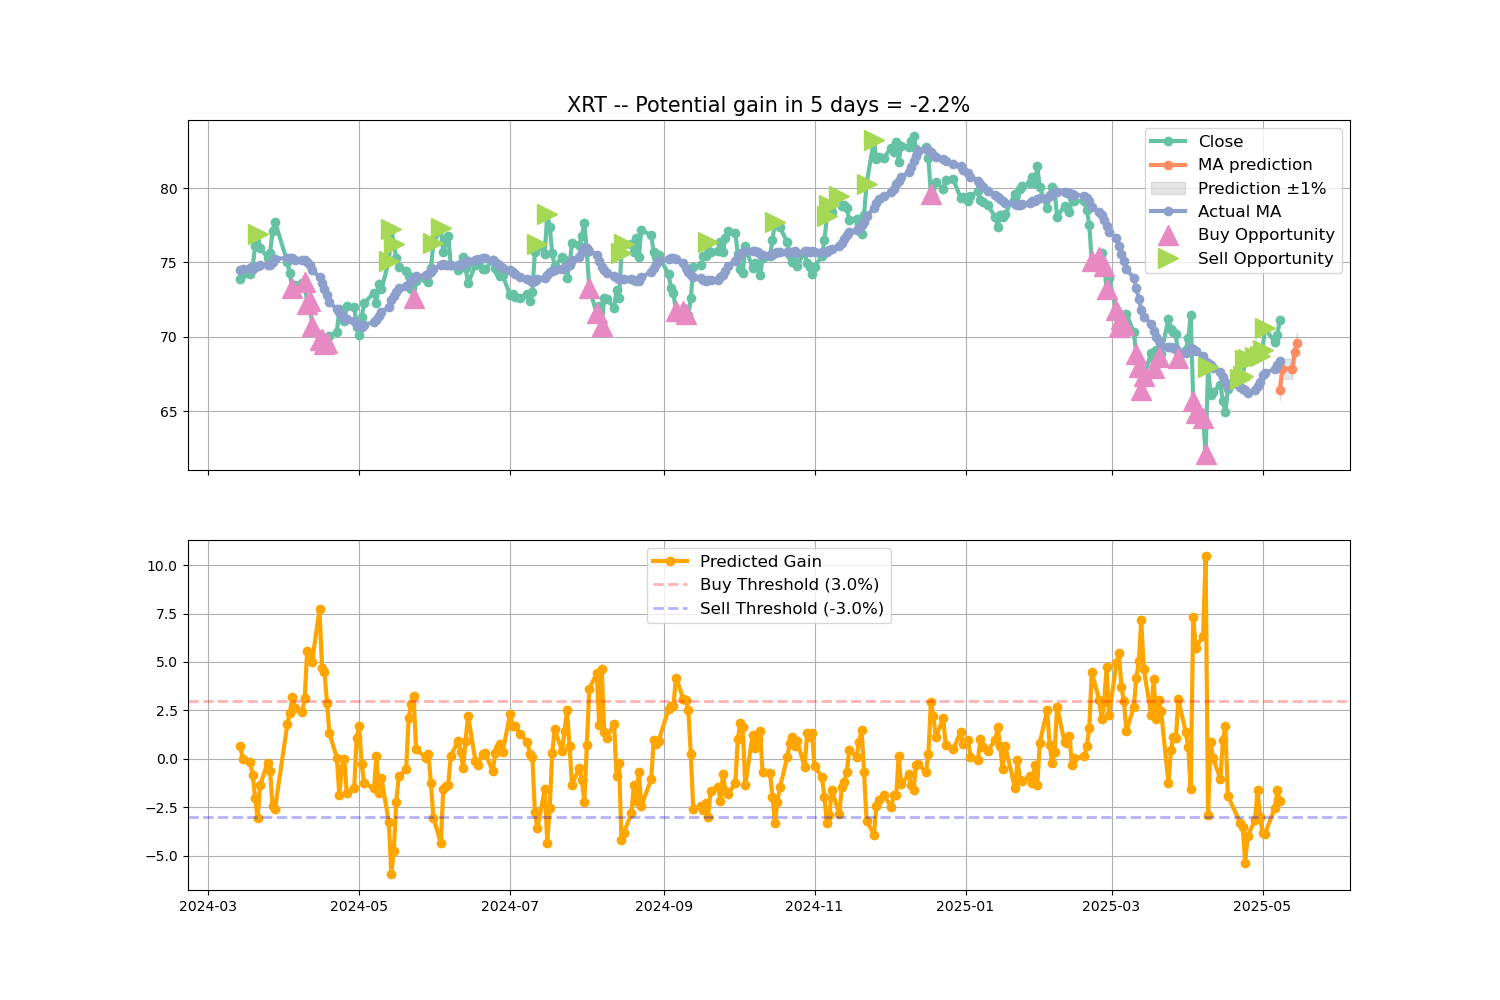 XRT -- Potential gain in 5 days = -2.2%
Close
MA prediction
Prediction ±1%
Actual MA
Buy Opportunity
Sell Opportunity
80
75
70
65
Predicted Gain
Buy Threshold (3.0%)
Sell Threshold (-3.0%)
10.0
7.5
5.0
2.5
0.0
−2.5
−5.0
2024-03
2024-05
2024-07
2024-09
2024-11
2025-01
2025-03
2025-05